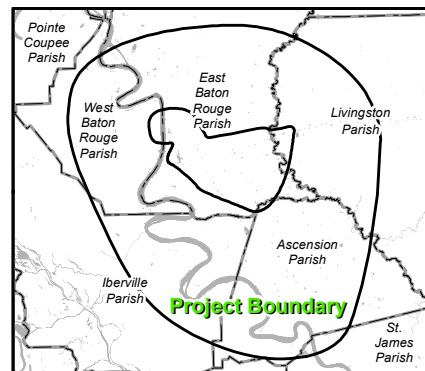 Pointe
Coupee
Parish
East
Baton
Rouge
Parish
West
Baton
Rouge
Parish
Livingston
Parish
Ascension
Parish
Iberville
Parish
Project Boundary
St.
James
Parish